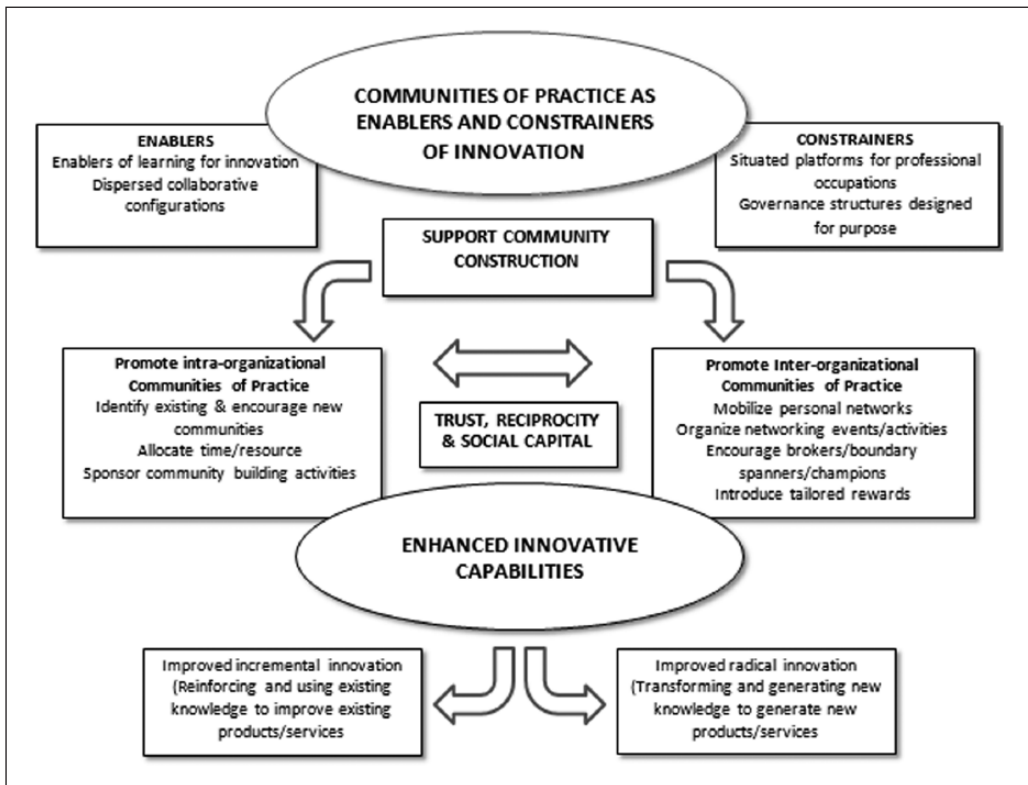 COMMUNITIES OF PRACTICE AS
ENABLERS AND CONSTRAINERS
OF INNOVATION
ENABLERS
Enablers of learning for innovation
Dispersed collaborative
configurations
CONSTRAINERS
Situated platforms for professional
occupations
Governance structures designed
for purpose
SUPPORT COMMUNITY
CONSTRUCTION
Promote intra-organizational
Communities of Practice
Identify existing & encourage new
communities
Allocate time/resource
Sponsor community building activities
TRUST, RECIPROCITY
& SOCIAL CAPITAL
Promote Inter-organizational
Communities of Practice
Mobilize personal networks
Organize networking events/activities
Encourage brokers/boundary
spanners/champions
Introduce tailored rewards
ENHANCED INNOVATIVE
CAPABILITIES
Improved incremental innovation
(Reinforcing and using existing
knowledge to improve existing
products/services
Improved radical innovation
(Transforming and generating new
knowledge to generate new
products/services